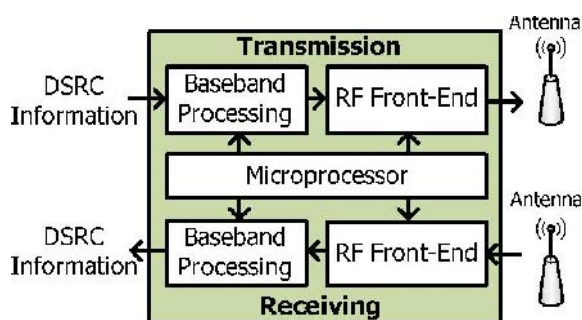 Antenna
Transmission
DSRC
Information
Baseband
Processing
RF Front-End
Microprocessor
Antenna
DSRC
Information
Baseband
Processing
RF Front-End
Receiving